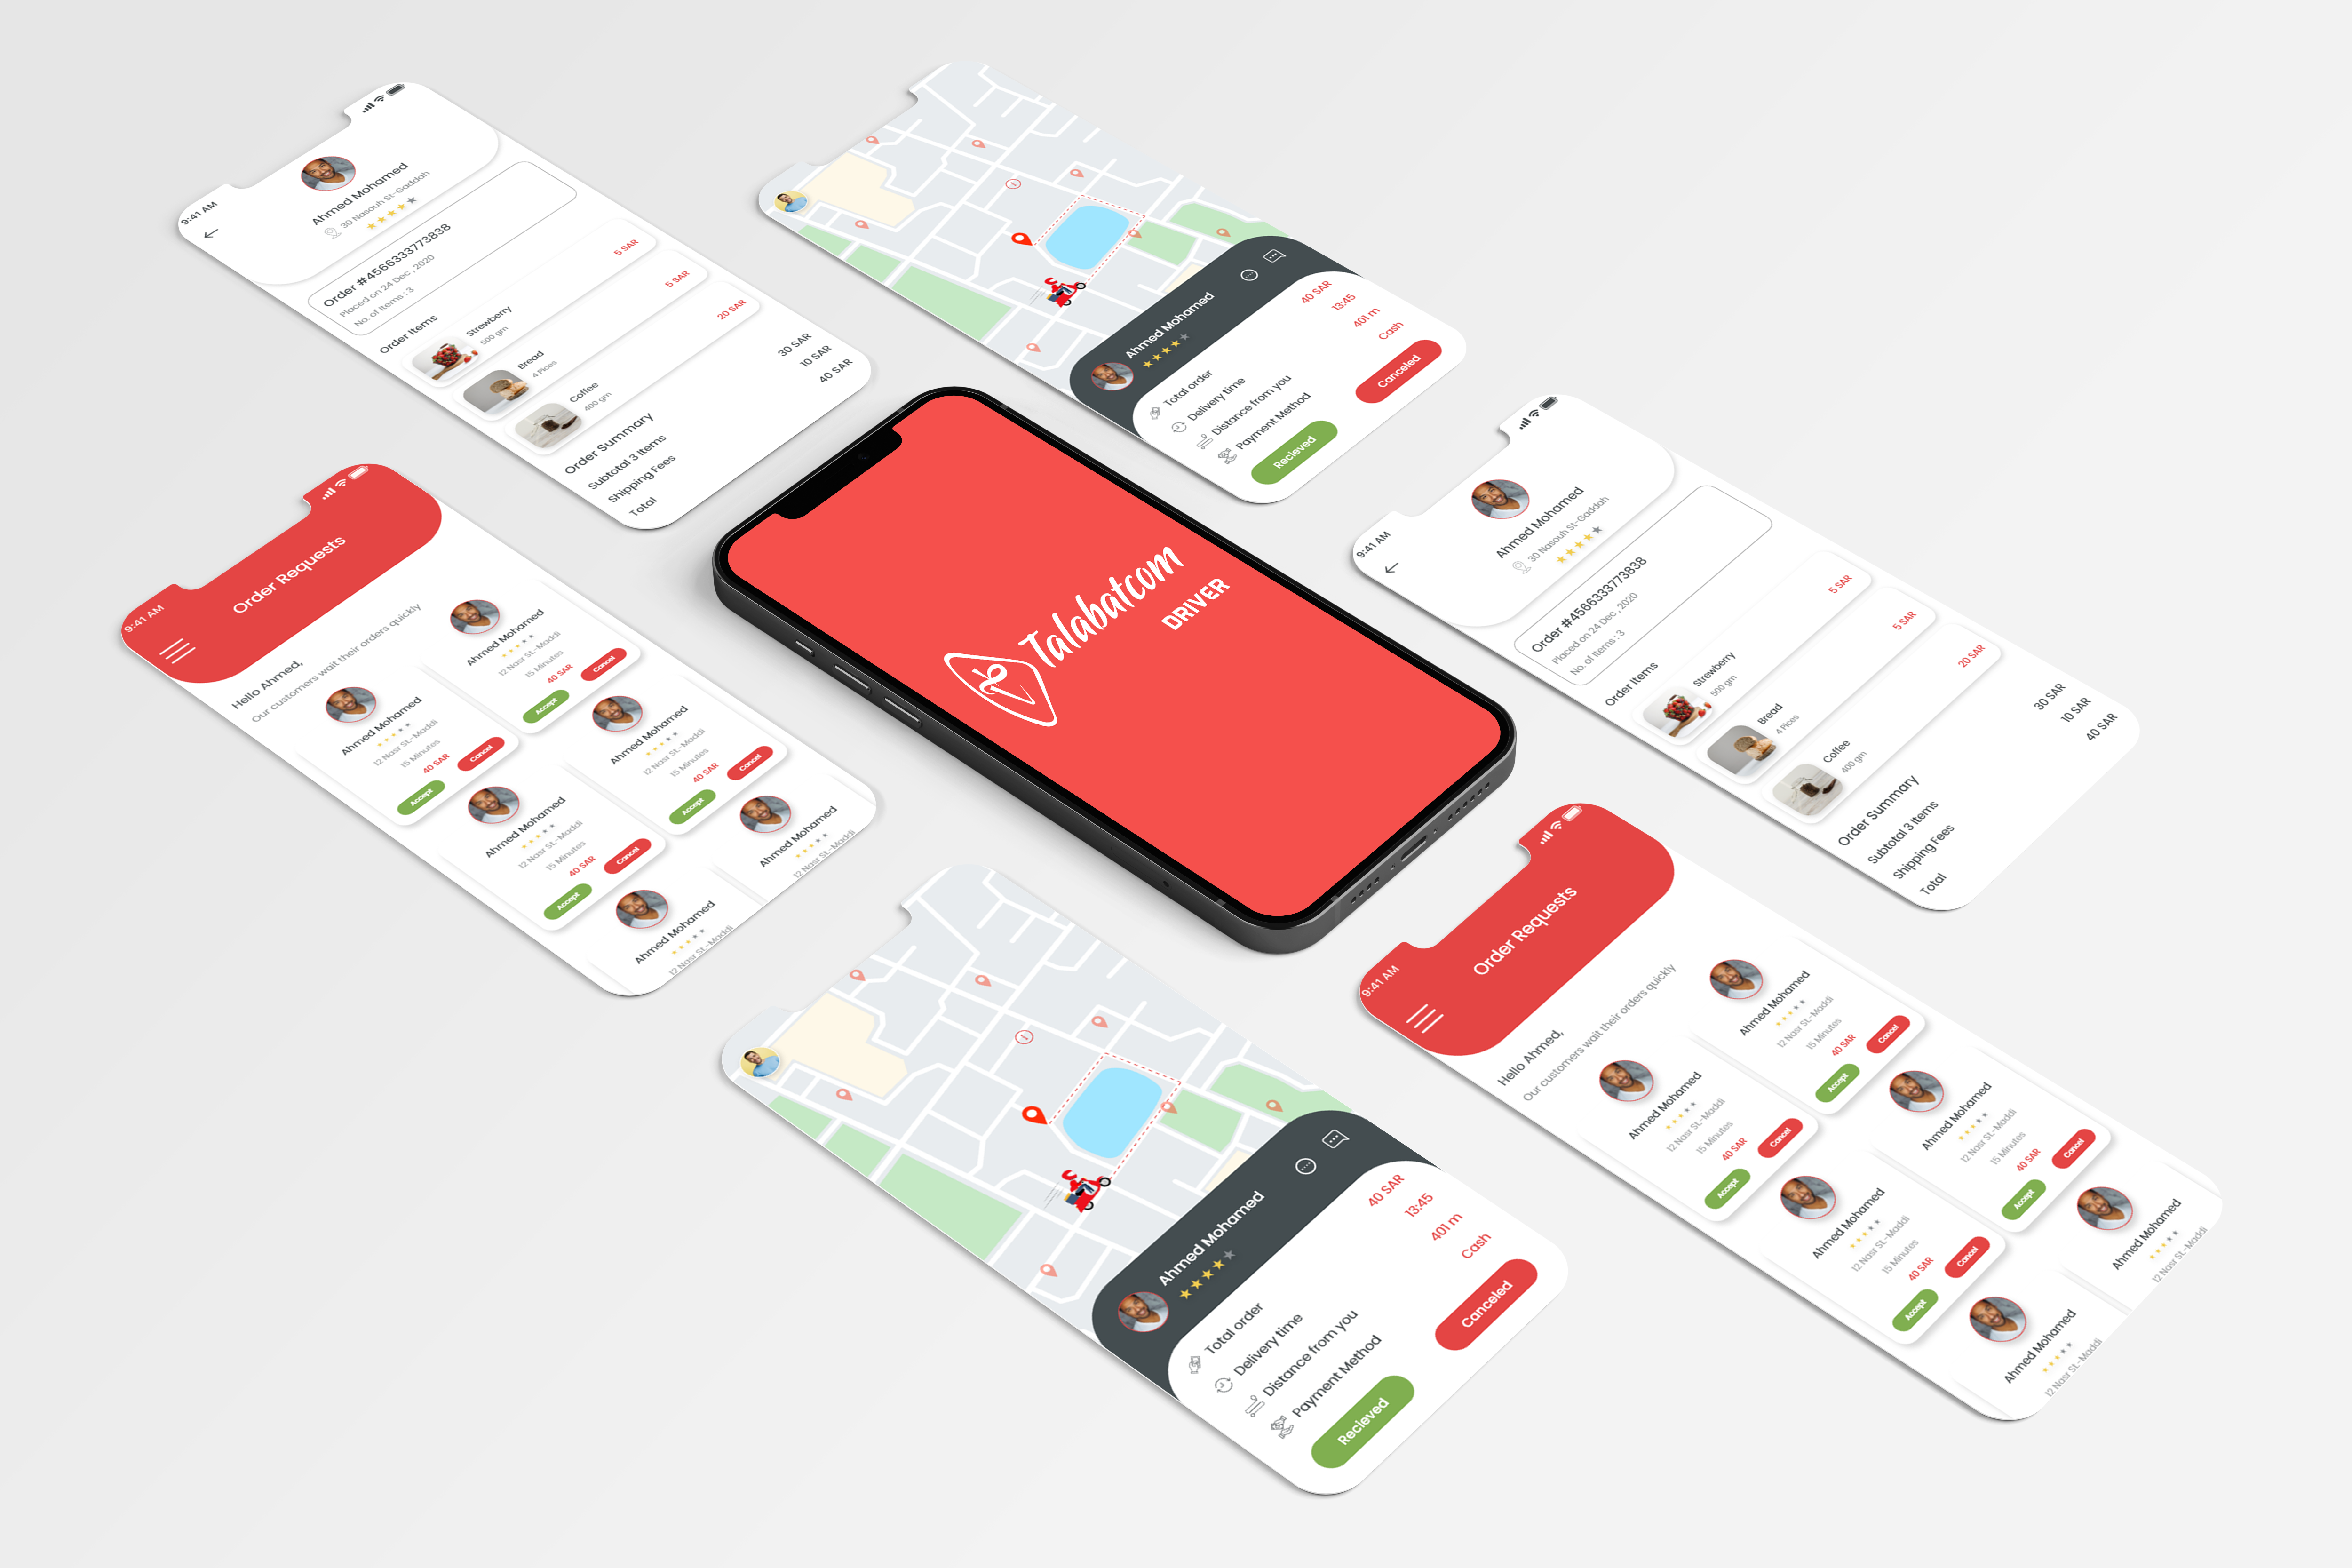 9:41 AM
Ahmed Mohamed
30 Nasouh St-Gaddah
Order #4566333773838
Placed on 24 Dec , 2020
No. of Items : 3
Order Items
Strewberry
500 gm
5 SAR
Bread
4 Pices
5 SAR
Coffee
400 gm
20 SAR
Order Summary
Subtotal 3 Items
30 SAR
Shipping Fees
10 SAR
Total
40 SAR
Ahmed Mohamed
Total order
40 SAR
Delivery time
13:45
Distance from you
401 m
Payment Method
Cash
Recieved
Canceled
9:41 AM
Order Requests
Hello Ahmed,
Our customers wait their orders quickly
Ahmed Mohamed
12 Nasr St.-Maddi
15 Minutes
40 SAR
Accept
Cancel
Ahmed Mohamed
12 Nasr St.-Maddi
15 Minutes
40 SAR
Accept
Cancel
Ahmed Mohamed
12 Nasr St.-Maddi
15 Minutes
40 SAR
Accept
Cancel
Ahmed Mohamed
12 Nasr St.-Maddi
15 Minutes
40 SAR
Accept
Cancel
Ahmed Mohamed
12 Nasr St.-Maddi
Ahmed Mohamed
12 Nasr St.-Maddi
Talabatcom
DRIVER
9:41 AM
Ahmed Mohamed
30 Nasouh St-Gaddah
Order #4566333773838
Placed on 24 Dec , 2020
No. of Items : 3
Order Items
Strewberry
500 gm
5 SAR
Bread
4 Pices
5 SAR
Coffee
400 gm
20 SAR
Order Summary
Subtotal 3 Items
30 SAR
Shipping Fees
10 SAR
Total
40 SAR
Ahmed Mohamed
Total order
40 SAR
Delivery time
13:45
Distance from you
401 m
Payment Method
Cash
Recieved
Canceled
9:41 AM
Order Requests
Hello Ahmed,
Our customers wait their orders quickly
Ahmed Mohamed
12 Nasr St.-Maddi
15 Minutes
40 SAR
Accept
Cancel
Ahmed Mohamed
12 Nasr St.-Maddi
15 Minutes
40 SAR
Accept
Cancel
Ahmed Mohamed
12 Nasr St.-Maddi
15 Minutes
40 SAR
Accept
Cancel
Ahmed Mohamed
12 Nasr St.-Maddi
15 Minutes
40 SAR
Accept
Cancel
Ahmed Mohamed
12 Nasr St.-Maddi
Ahmed Mohamed
12 Nasr St.-Maddi